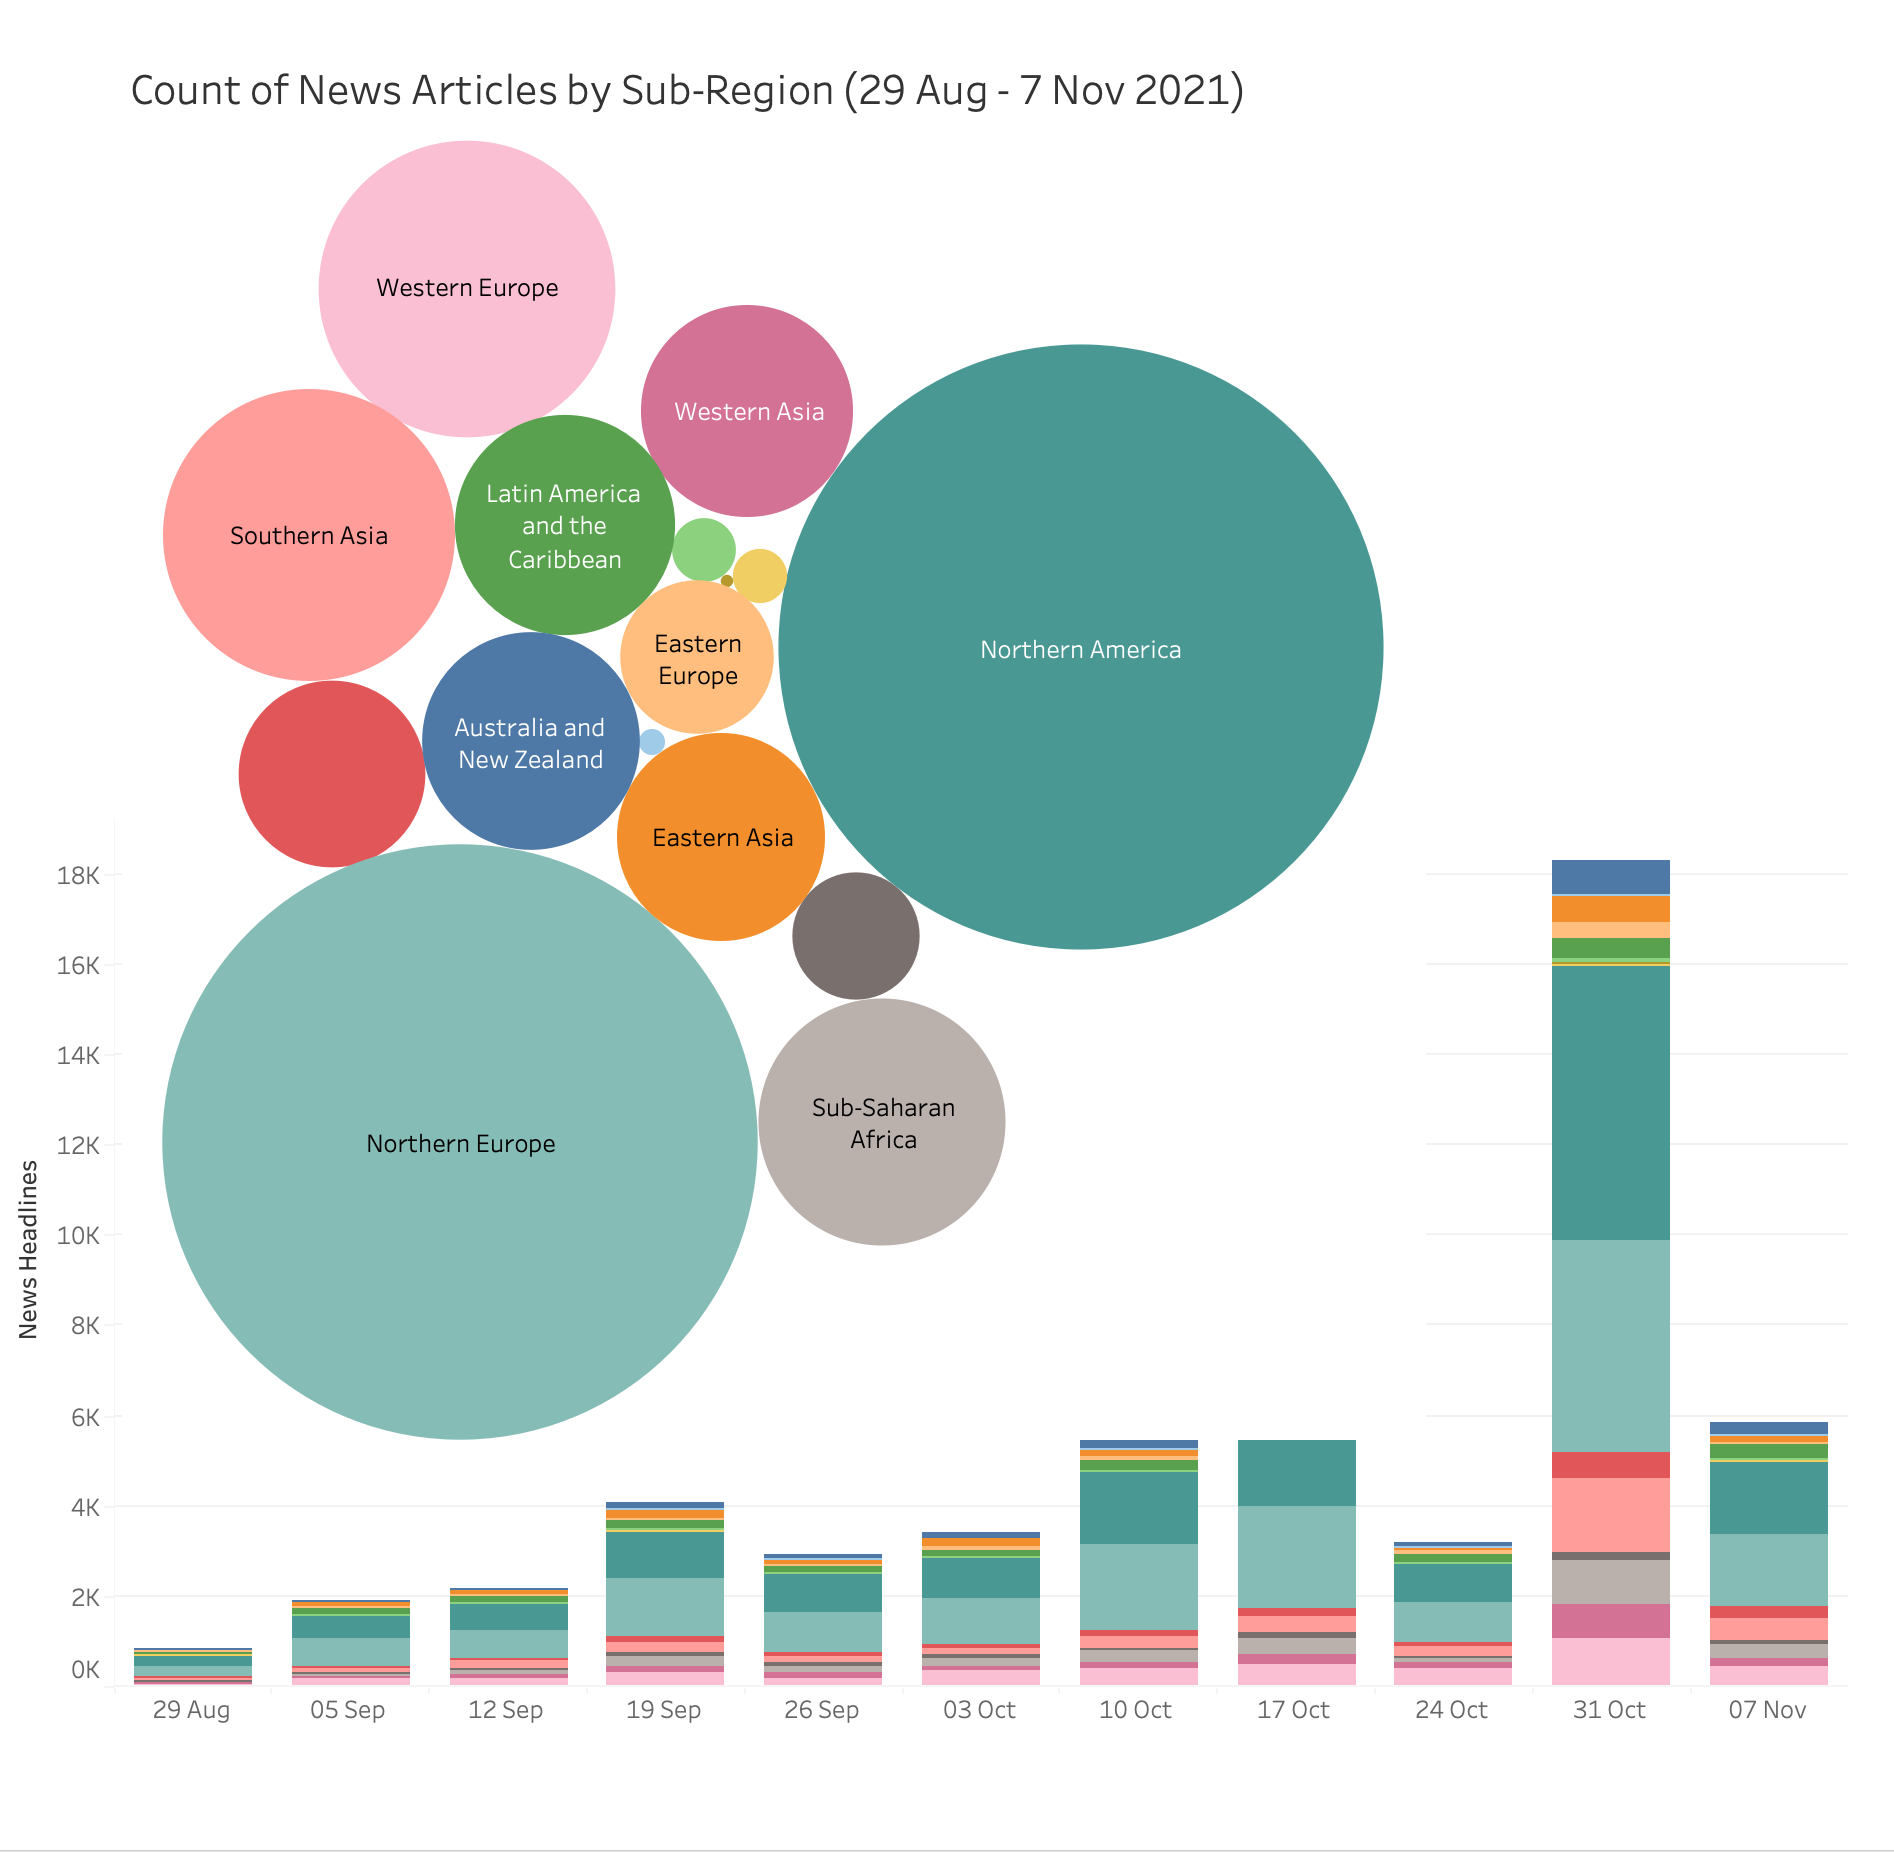 Count of News Articles by Sub-Region (29 Aug - 7 Nov 2021)
Western Europe
Western Asia
Latin America
and the
Caribbean
Southern Asia
Northern America
Eastern
Europe
Australia and
New Zealand
Eastern Asia
Northern Europe
Sub-Saharan
Africa
News Headlines
18K
16K
14K
12K
10K
8K
6K
4K
2K
0K
29 Aug
05 Sep
12 Sep
19 Sep
26 Sep
03 Oct
10 Oct
17 Oct
24 Oct
31 Oct
07 Nov